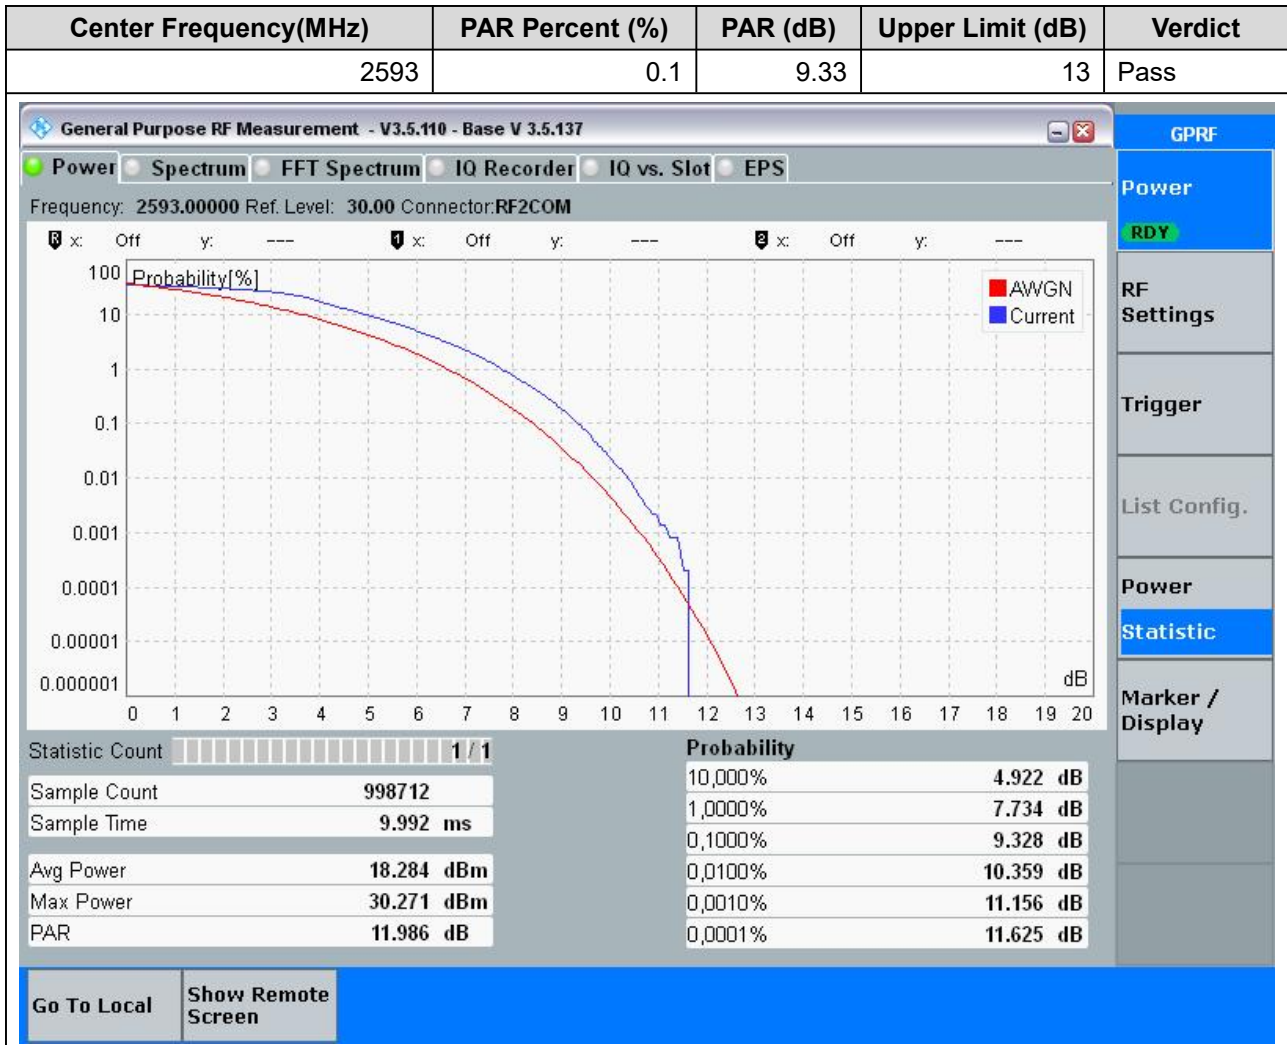 Center Frequency(MHz) PAR Percent (%) PAR (dB) Upper Limit (dB) Verdict
2593 0.1 9.33 13 Pass
General Purpose RF Measurement - V3.5.110 - Base V 3.5.137
GPRF
Power Spectrum FFT Spectrum IQ Recorder IQ vs. Slot EPS
Frequency: 2593.00000 Ref. Level: 30.00 Connector:RF2COM
R x: Off y: --- 1 x: Off y: --- 2 x: Off y: ---
Probability[%]
100
10
1
0.1
0.01
0.001
0.0001
0.00001
0.000001
AWGN
Current
dB
0 1 2 3 4 5 6 7 8 9 10 11 12 13 14 15 16 17 18 19 20
Statistic Count 1 / 1
Sample Count 998712
Sample Time 9.992 ms
Avg Power 18.284 dBm
Max Power 30.271 dBm
PAR 11.986 dB
Probability
10,000% 4.922 dB
1,0000% 7.734 dB
0,1000% 9.328 dB
0,0100% 10.359 dB
0,0010% 11.156 dB
0,0001% 11.625 dB
Power
RDY
RF
Settings
Trigger
List Config.
Power
Statistic
Marker /
Display
Go To Local
Show Remote
Screen